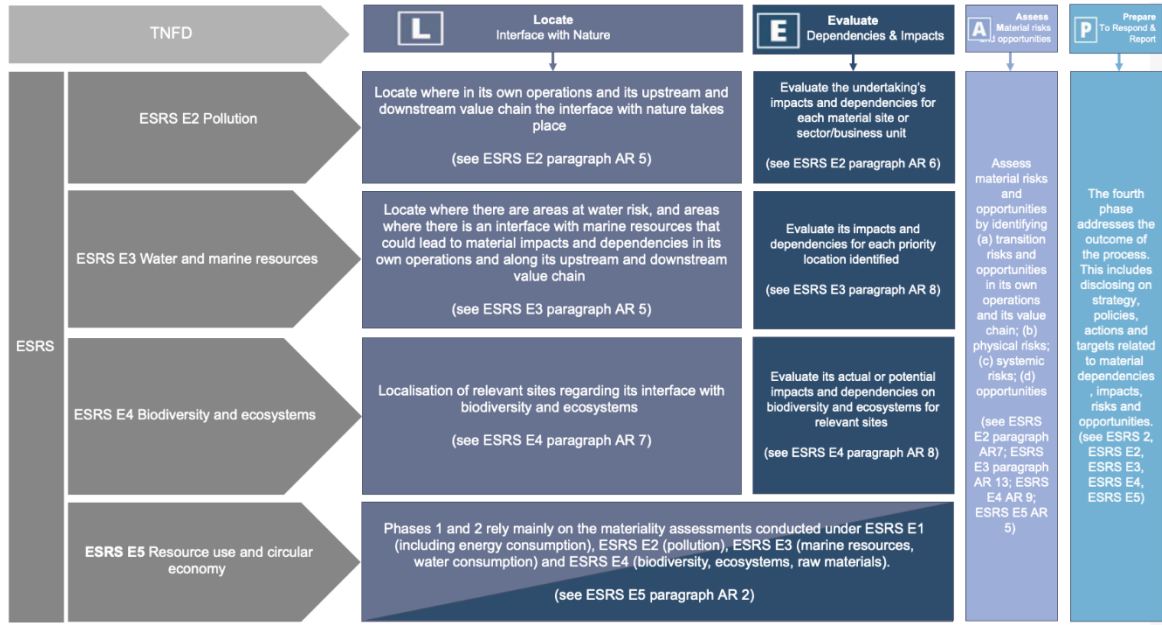 TNFD
L
Locate
Interface with Nature
E
Evaluate
Dependencies & Impacts
A
Assess
Material risks
and opportunities
P
Prepare
To Respond &
Report
ESRS
ESRS E2 Pollution
Locate where in its own operations and its upstream and
downstream value chain the interface with nature takes
place
(see ESRS E2 paragraph AR 5)
Evaluate the undertaking's
impacts and dependencies for
each material site or
sector/business unit
(see ESRS E2 paragraph AR 6)
ESRS E3 Water and marine resources
Locate where there are areas at water risk, and areas
where there is an interface with marine resources that
could lead to material impacts and dependencies in its
own operations and along its upstream and downstream
value chain
(see ESRS E3 paragraph AR 5)
Evaluate its impacts and
dependencies for each priority
location identified
(see ESRS E3 paragraph AR 8)
ESRS E4 Biodiversity and ecosystems
Localisation of relevant sites regarding its interface with
biodiversity and ecosystems
(see ESRS E4 paragraph AR 7)
Evaluate its actual or potential
impacts and dependencies on
biodiversity and ecosystems for
relevant sites
(see ESRS E4 paragraph AR 8)
ESRS E5 Resource use and circular
economy
Phases 1 and 2 rely mainly on the materiality assessments conducted under ESRS E1
(including energy consumption), ESRS E2 (pollution), ESRS E3 (marine resources,
water consumption) and ESRS E4 (biodiversity, ecosystems, raw materials).
(see ESRS E5 paragraph AR 2)
Assess
material risks
and
opportunities
by identifying
(a) transition
risks and
opportunities
in its own
operations
and its value
chain; (b)
physical risks;
(c) systemic
risks; (d)
opportunities
(see ESRS
E2 paragraph
AR7; ESRS
E3 paragraph
AR 13; ESRS
E4 AR 9;
ESRS E5 AR
5)
The fourth
phase
addresses the
outcome of
the process.
This includes
disclosing on
strategy,
policies,
actions and
targets related
to material
dependencies
, impacts,
risks and
opportunities.
(see ESRS 2,
ESRS E2,
ESRS E3,
ESRS E4,
ESRS E5)